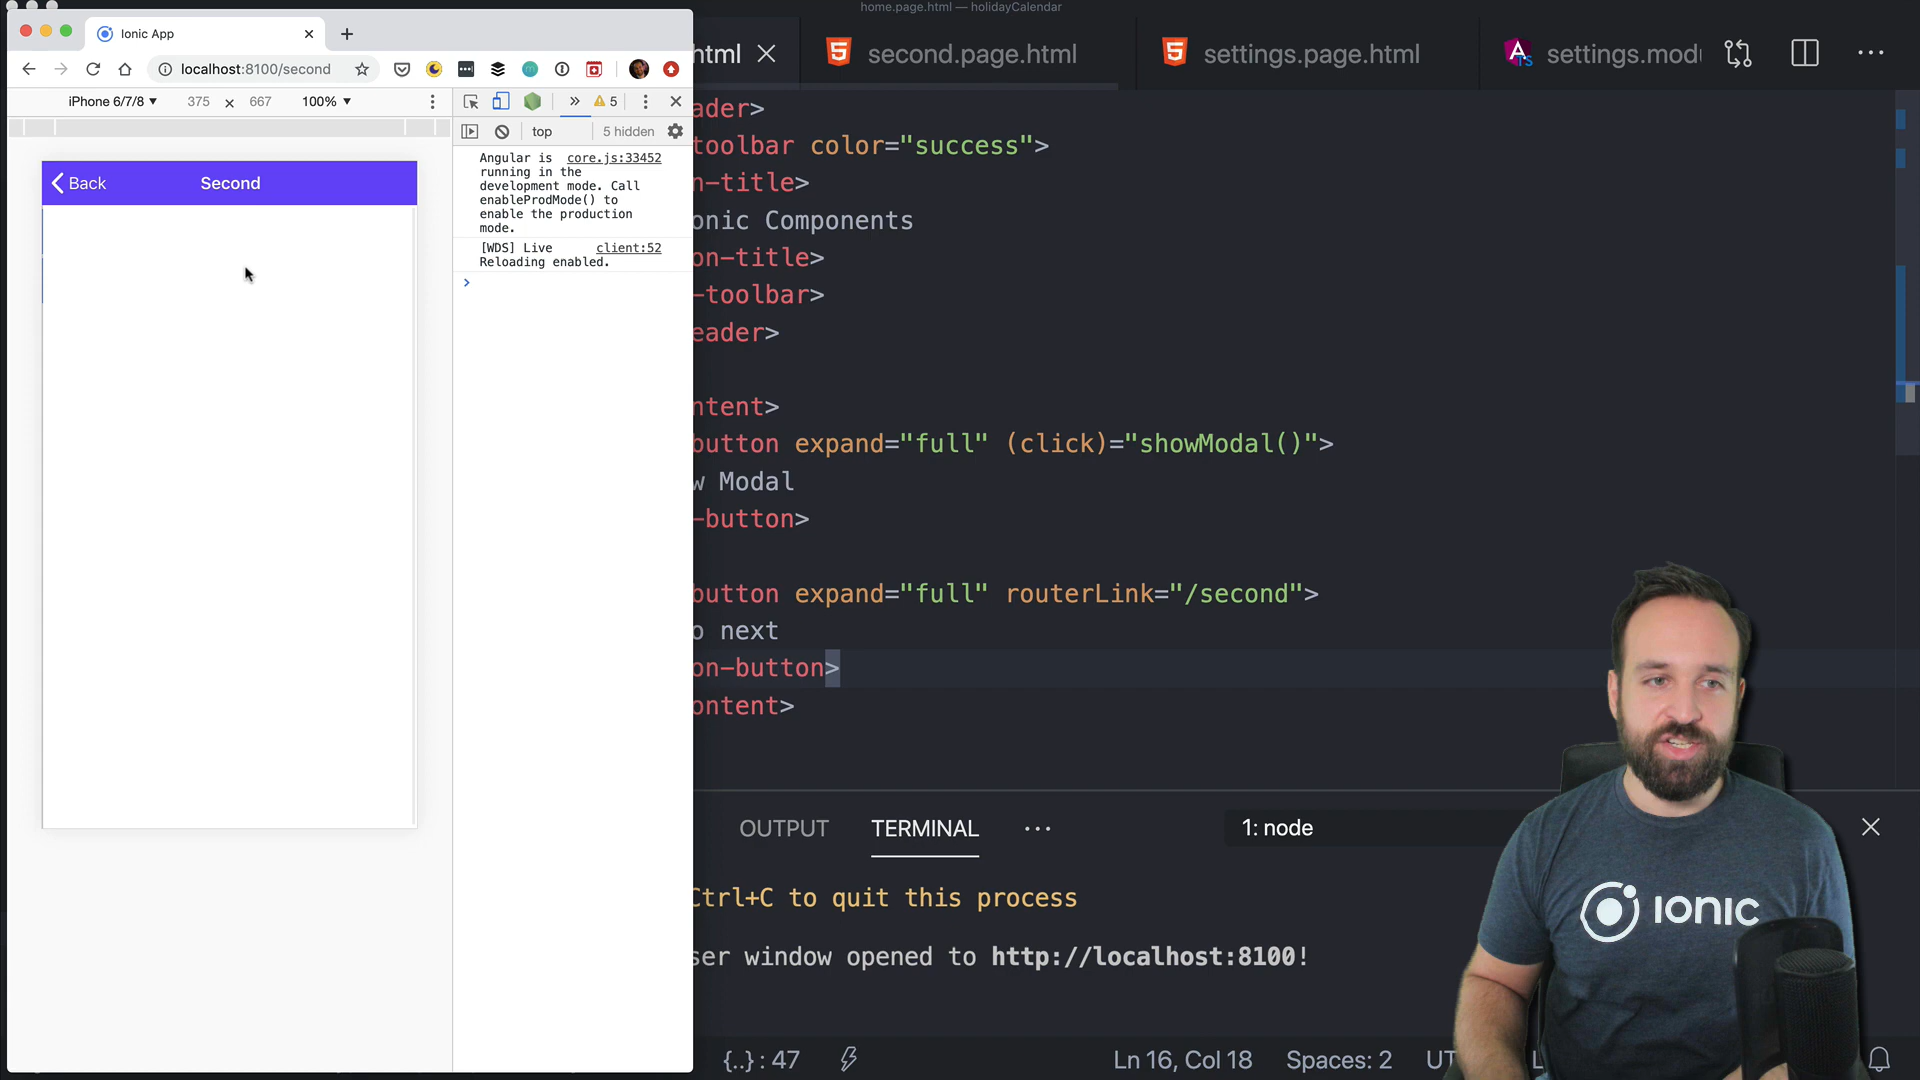 home.page.html — holidayCalendar
Ionic App
localhost:8100/second
iPhone 6/7/8 ▾ 375 × 667 100% ▾
» 5
top 5 hidden
Back Second
Angular is core.js:33452
running in the
development mode. Call
enableProdMode() to
enable the production
mode.
[WDS] Live client:52
Reloading enabled.
>
html second.page.html settings.page.html settings.modu
ader>
toolbar color="success">
n-title>
onic Components
on-title>
-toolbar>
eader>
ntent>
button expand="full" (click)="showModal()">
w Modal
-button>
button expand="full" routerLink="/second">
o next
on-button>
ontent>
OUTPUT TERMINAL ··· 1: node
Ctrl+C to quit this process
ser window opened to http://localhost:8100!
{..} : 47 Ln 16, Col 18 Spaces: 2 UT
IONIC